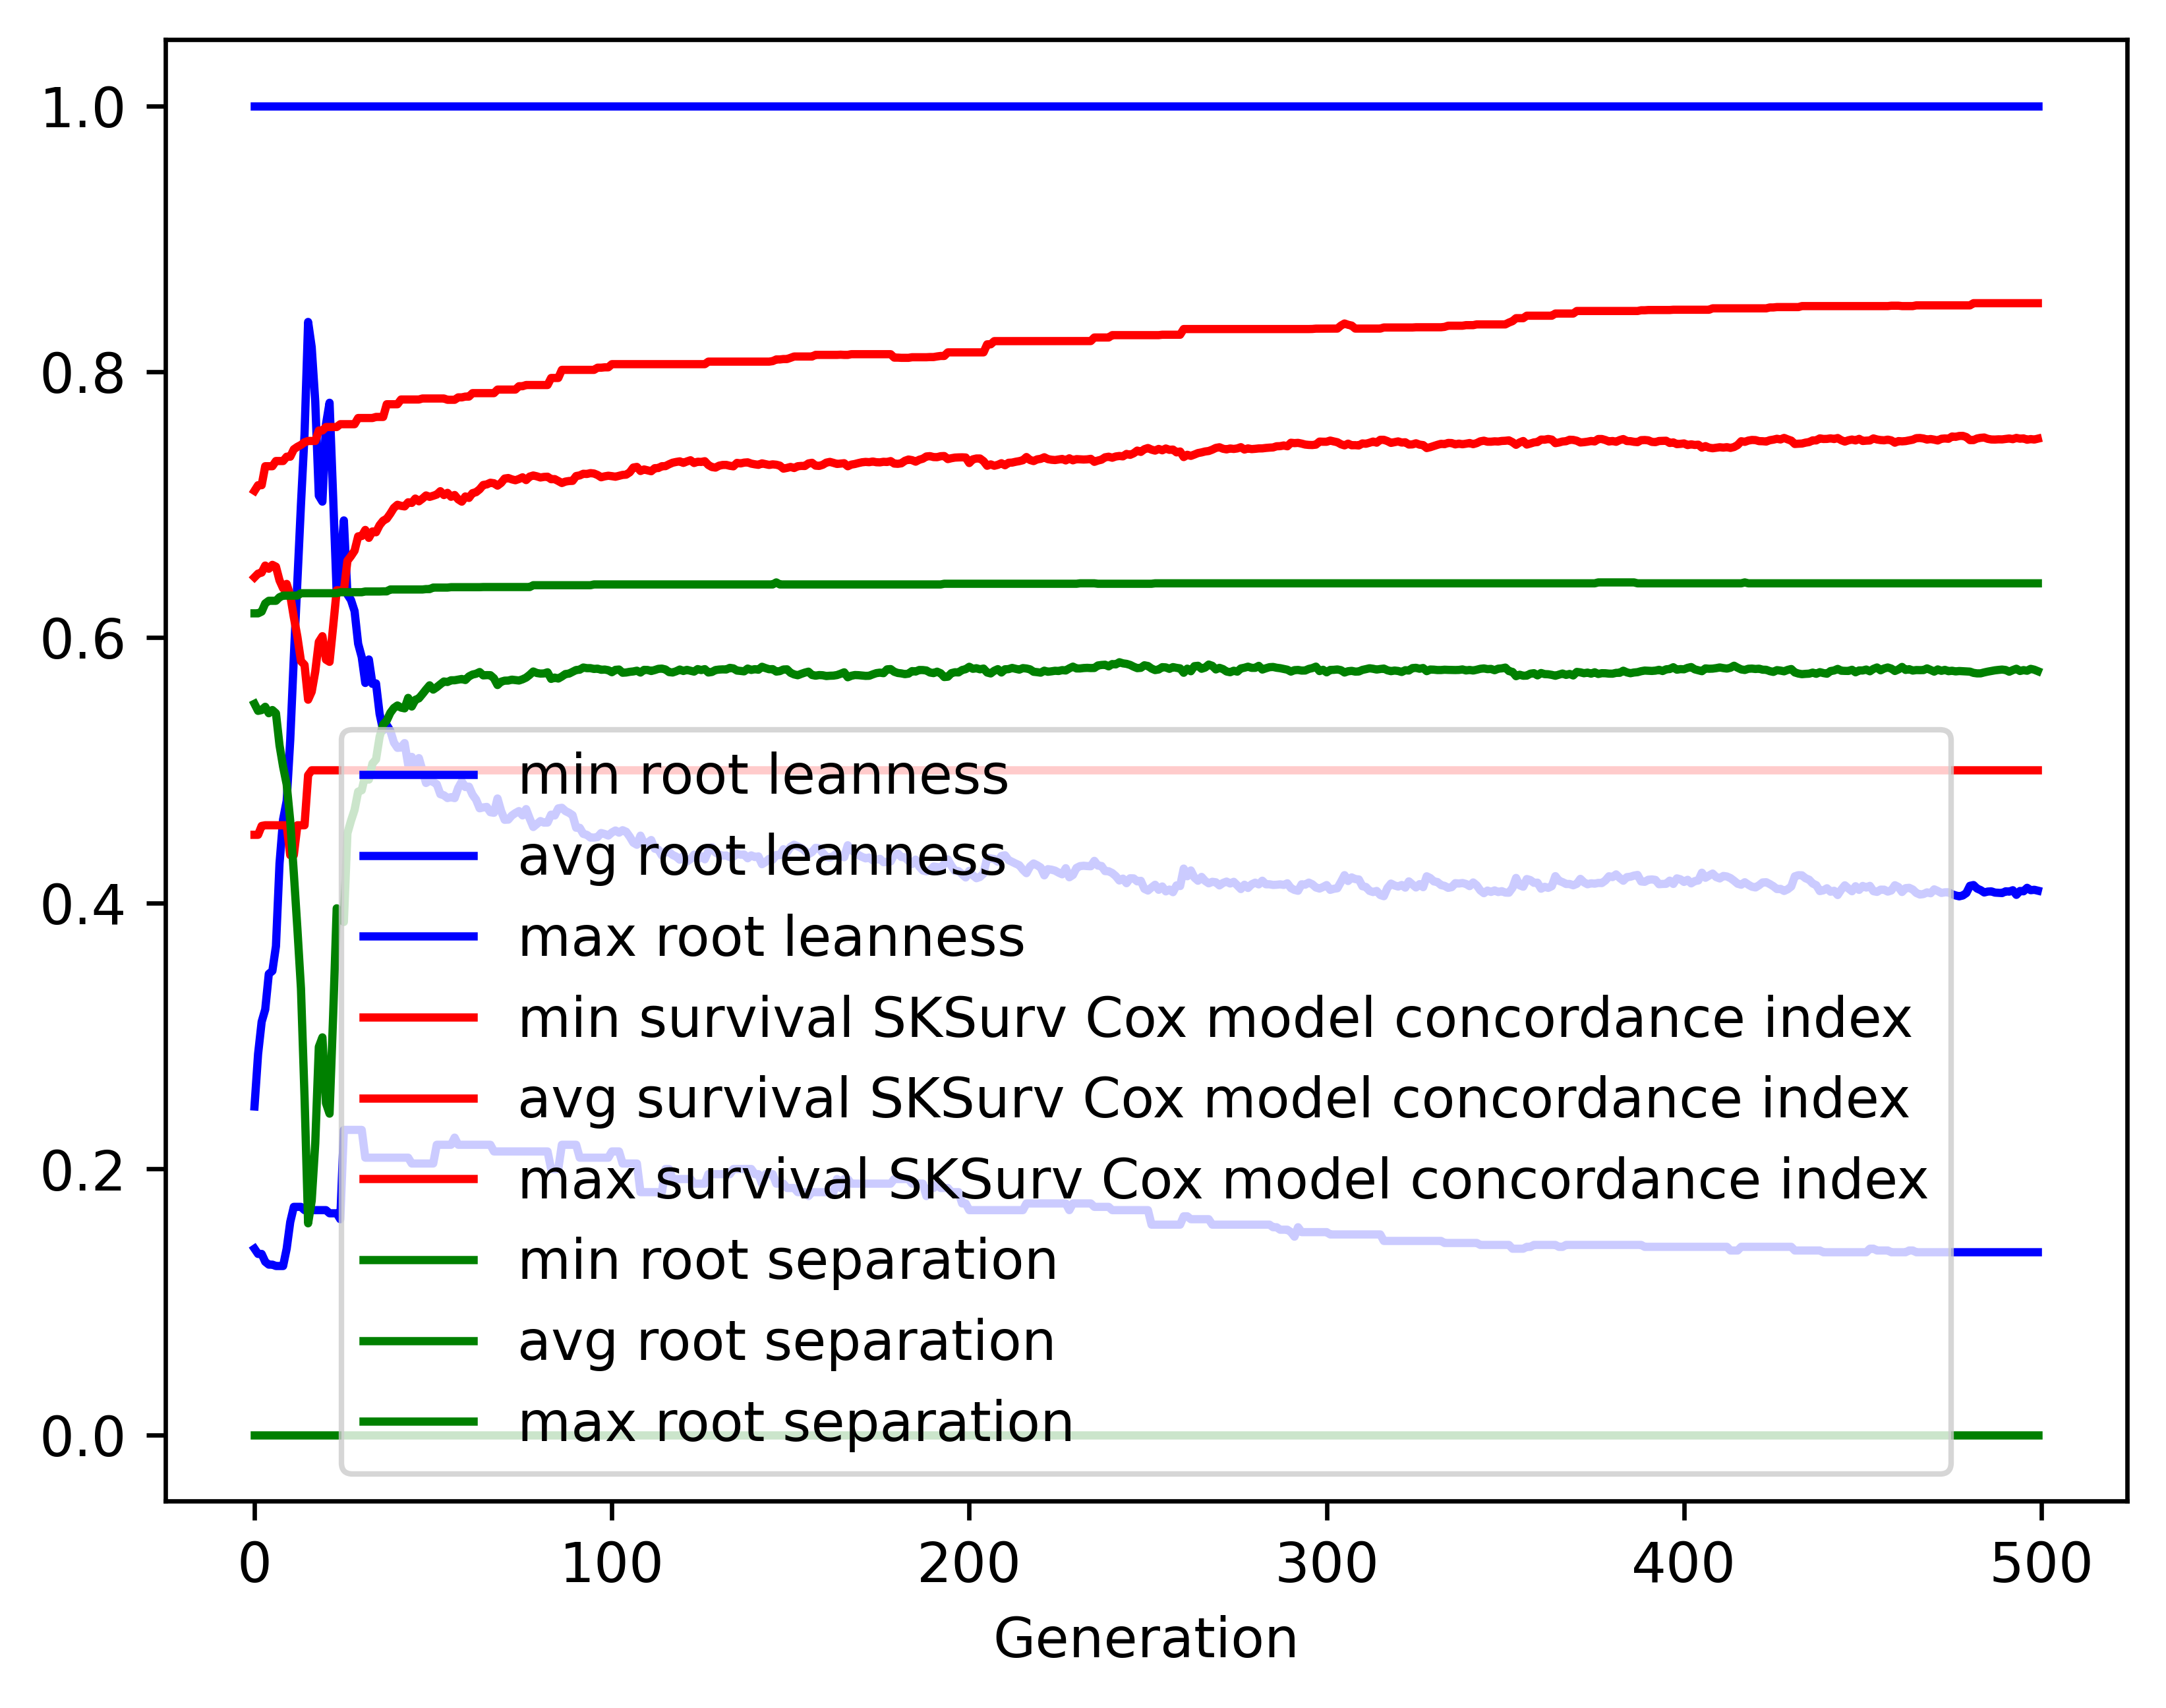 1.0
0.8
0.6
0.4
0.2
0.0
min root leanness
avg root leanness
max root leanness
min survival SKSurv Cox model concordance index
avg survival SKSurv Cox model concordance index
max survival SKSurv Cox model concordance index
min root separation
avg root separation
max root separation
0 100 200 300 400 500
Generation